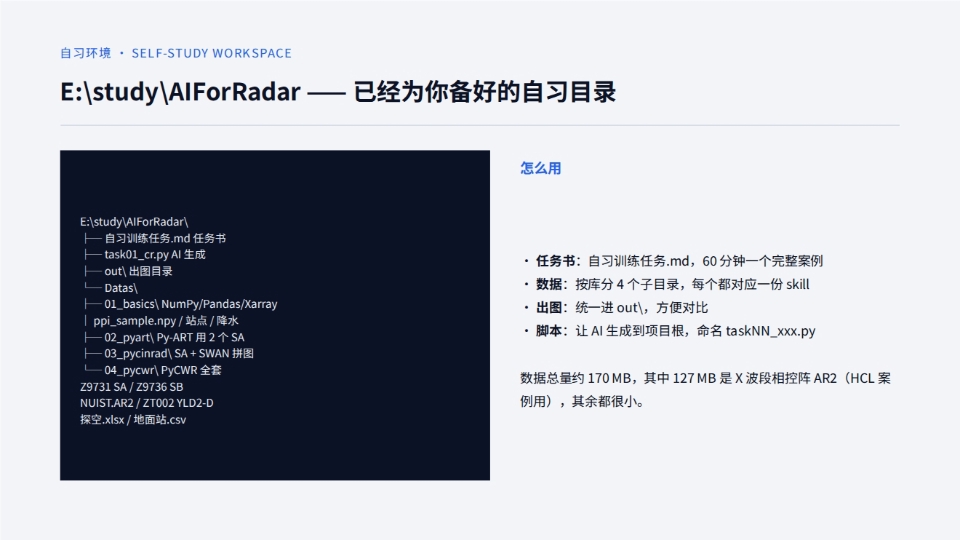 自习环境 · SELF-STUDY WORKSPACE
E:\study\AIForRadar —— 已经为你备好的自习目录
E:\study\AIForRadar\
├── 自习训练任务.md 任务书
├── task01_cr.py AI 生成
├── out\ 出图目录
└── Datas\
├── 01_basics\ NumPy/Pandas/Xarray
│ ppi_sample.npy / 站点 / 降水
├── 02_pyart\ Py-ART 用 2 个 SA
├── 03_pycinrad\ SA + SWAN 拼图
└── 04_pycwr\ PyCWR 全套
Z9731 SA / Z9736 SB
NUIST.AR2 / ZT002 YLD2-D
探空.xlsx / 地面站.csv
怎么用
• 任务书：自习训练任务.md，60 分钟一个完整案例
• 数据：按库分 4 个子目录，每个都对应一份 skill
• 出图：统一进 out\，方便对比
• 脚本：让 AI 生成到项目根，命名 taskNN_xxx.py
数据总量约 170 MB，其中 127 MB 是 X 波段相控阵 AR2（HCL 案
例用），其余都很小。